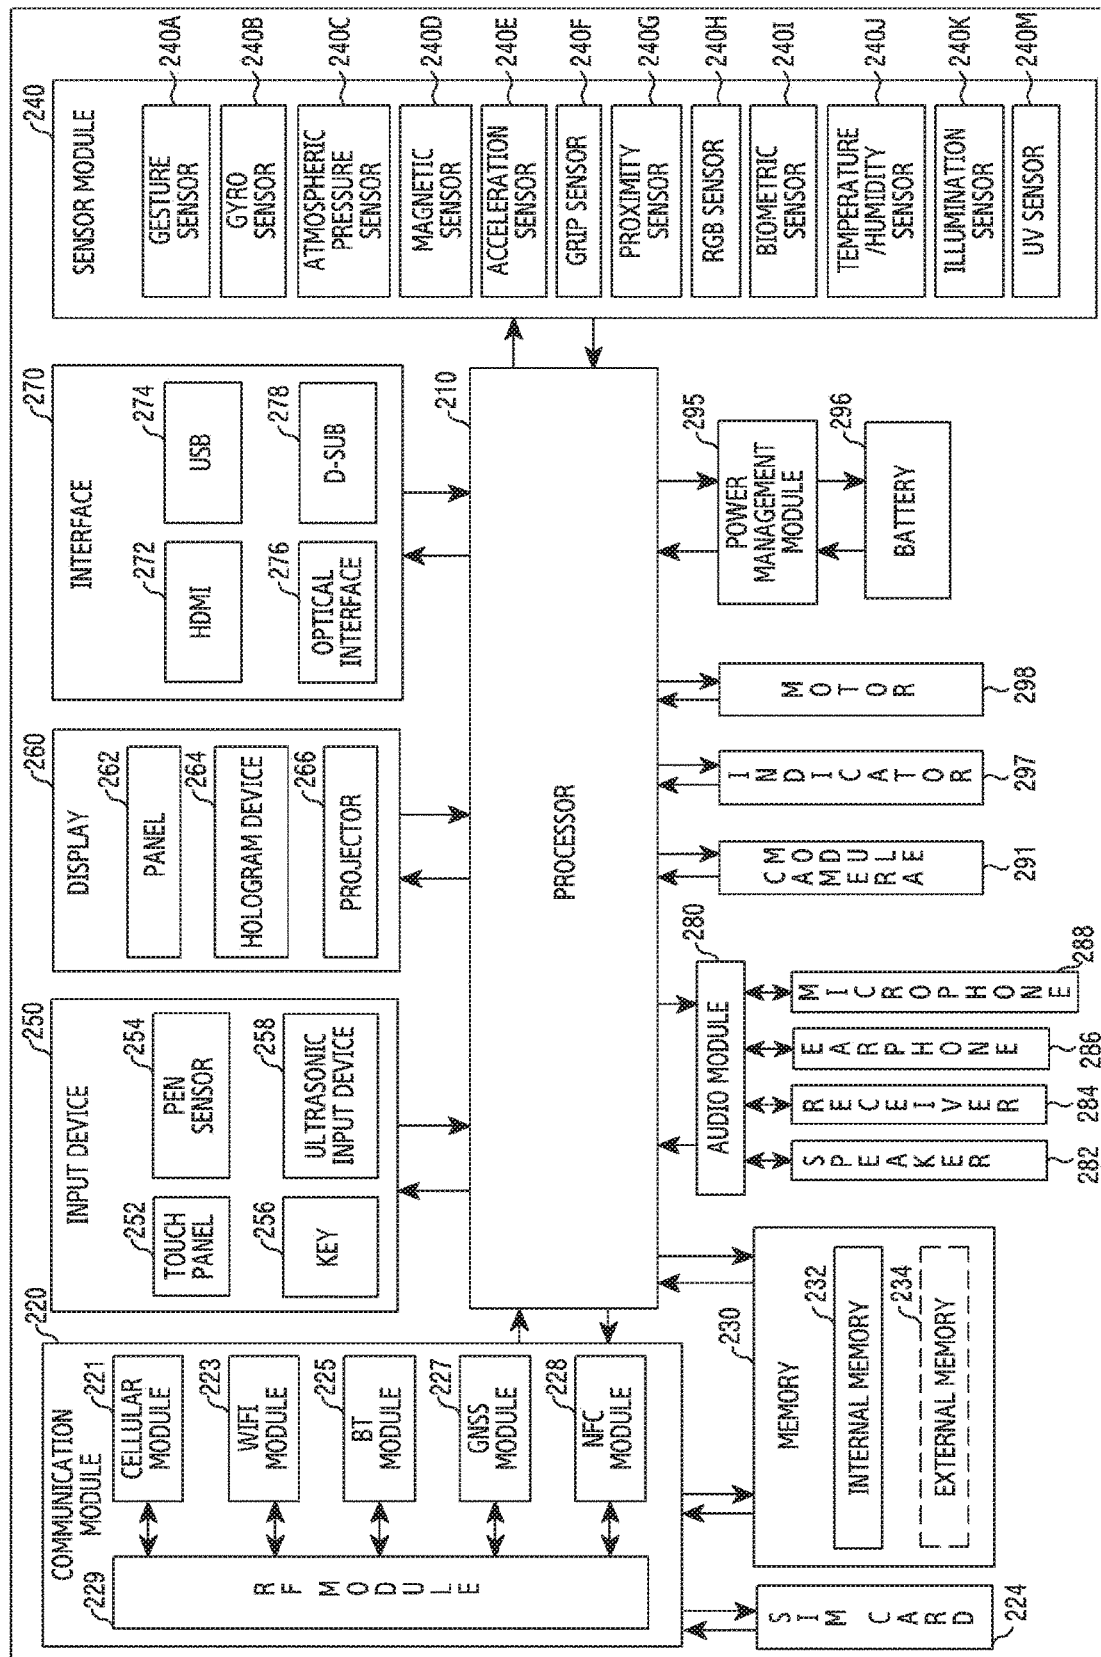 COMMUNICATION
MODULE
220
229
RF MODULE
221
CELLULAR
MODULE
223
WIFI
MODULE
225
BT
MODULE
227
GNSS
MODULE
228
NFC
MODULE
SIM CARD
224
250
INPUT DEVICE
252
TOUCH
PANEL
254
PEN
SENSOR
256
KEY
258
ULTRASONIC
INPUT DEVICE
260
DISPLAY
262
PANEL
264
HOLOGRAM DEVICE
266
PROJECTOR
270
INTERFACE
272
HDMI
274
USB
276
OPTICAL
INTERFACE
278
D-SUB
210
PROCESSOR
240
SENSOR MODULE
GESTURE
SENSOR
240A
GYRO
SENSOR
240B
ATMOSPHERIC
PRESSURE
SENSOR
240C
MAGNETIC
SENSOR
240D
ACCELERATION
SENSOR
240E
GRIP SENSOR
240F
PROXIMITY
SENSOR
240G
RGB SENSOR
240H
BIOMETRIC
SENSOR
240I
TEMPERATURE
/HUMIDITY
SENSOR
240J
ILLUMINATION
SENSOR
240K
UV SENSOR
240M
230
MEMORY
232
INTERNAL MEMORY
234
EXTERNAL MEMORY
280
AUDIO MODULE
SPEAKER
282
RECEIVER
284
EARPHONE
286
MICROPHONE
288
CAMERA
MODULE
291
INDICATOR
297
MOTOR
298
295
POWER
MANAGEMENT
MODULE
296
BATTERY